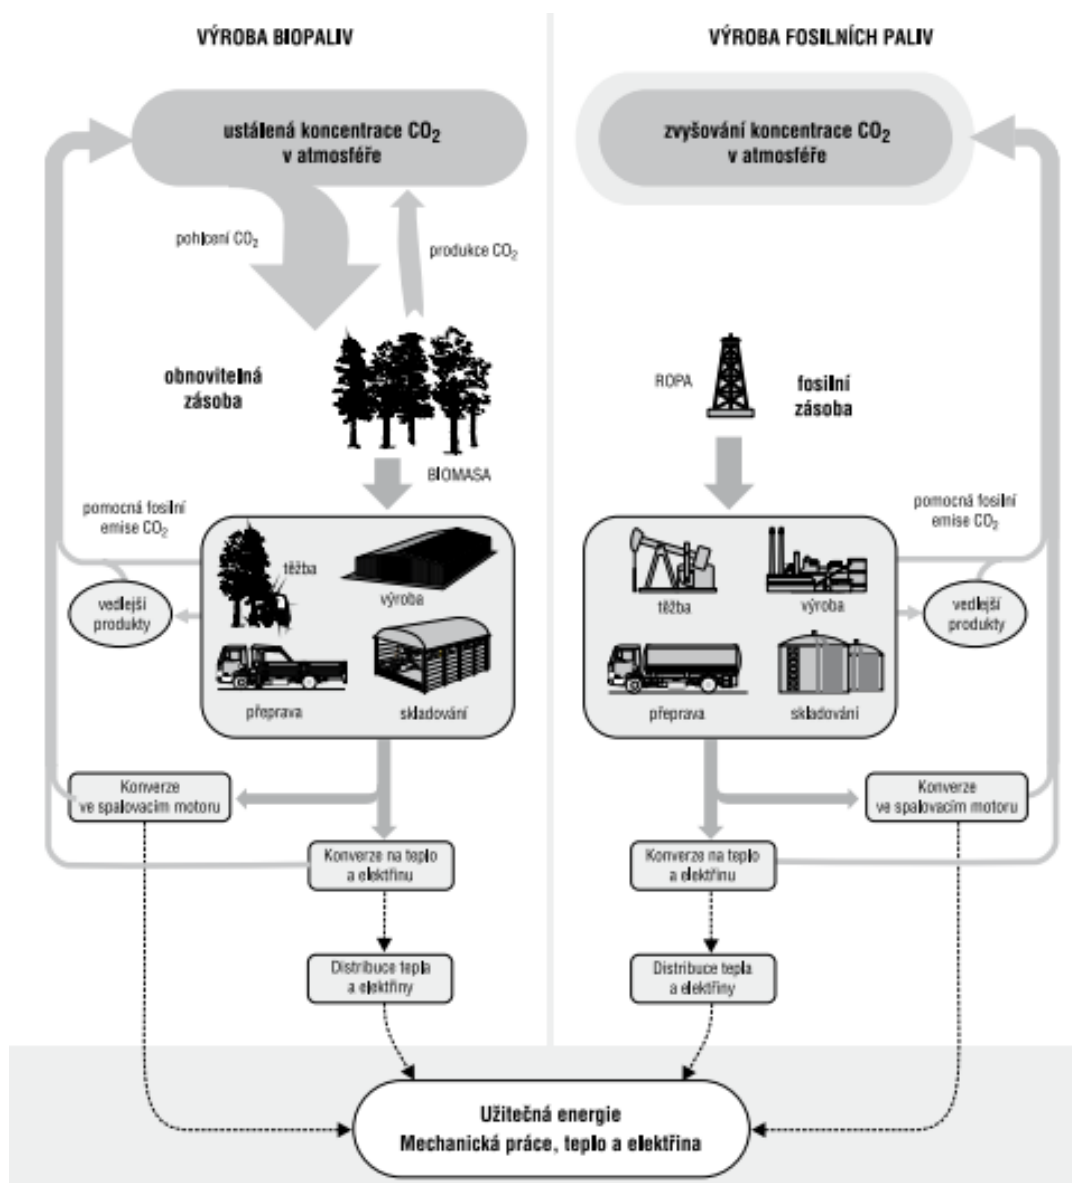 VÝROBA BIOPALIV
ustálená koncentrace CO₂
v atmosféře
pohlcení CO₂
produkce CO₂
obnovitelná
zásoba
BIOMASA
pomocná fosilní
emise CO₂
těžba
výroba
vedlejší
produkty
přeprava
skladování
Konverze
ve spalovacím motoru
Konverze na teplo
a elektřinu
Distribuce tepla
a elektřiny
VÝROBA FOSILNÍCH PALIV
zvyšování koncentrace CO₂
v atmosféře
ROPA
fosilní
zásoba
pomocná fosilní
emise CO₂
těžba
výroba
vedlejší
produkty
přeprava
skladování
Konverze
ve spalovacím motoru
Konverze na teplo
a elektřinu
Distribuce tepla
a elektřiny
Užitečná energie
Mechanická práce, teplo a elektřina